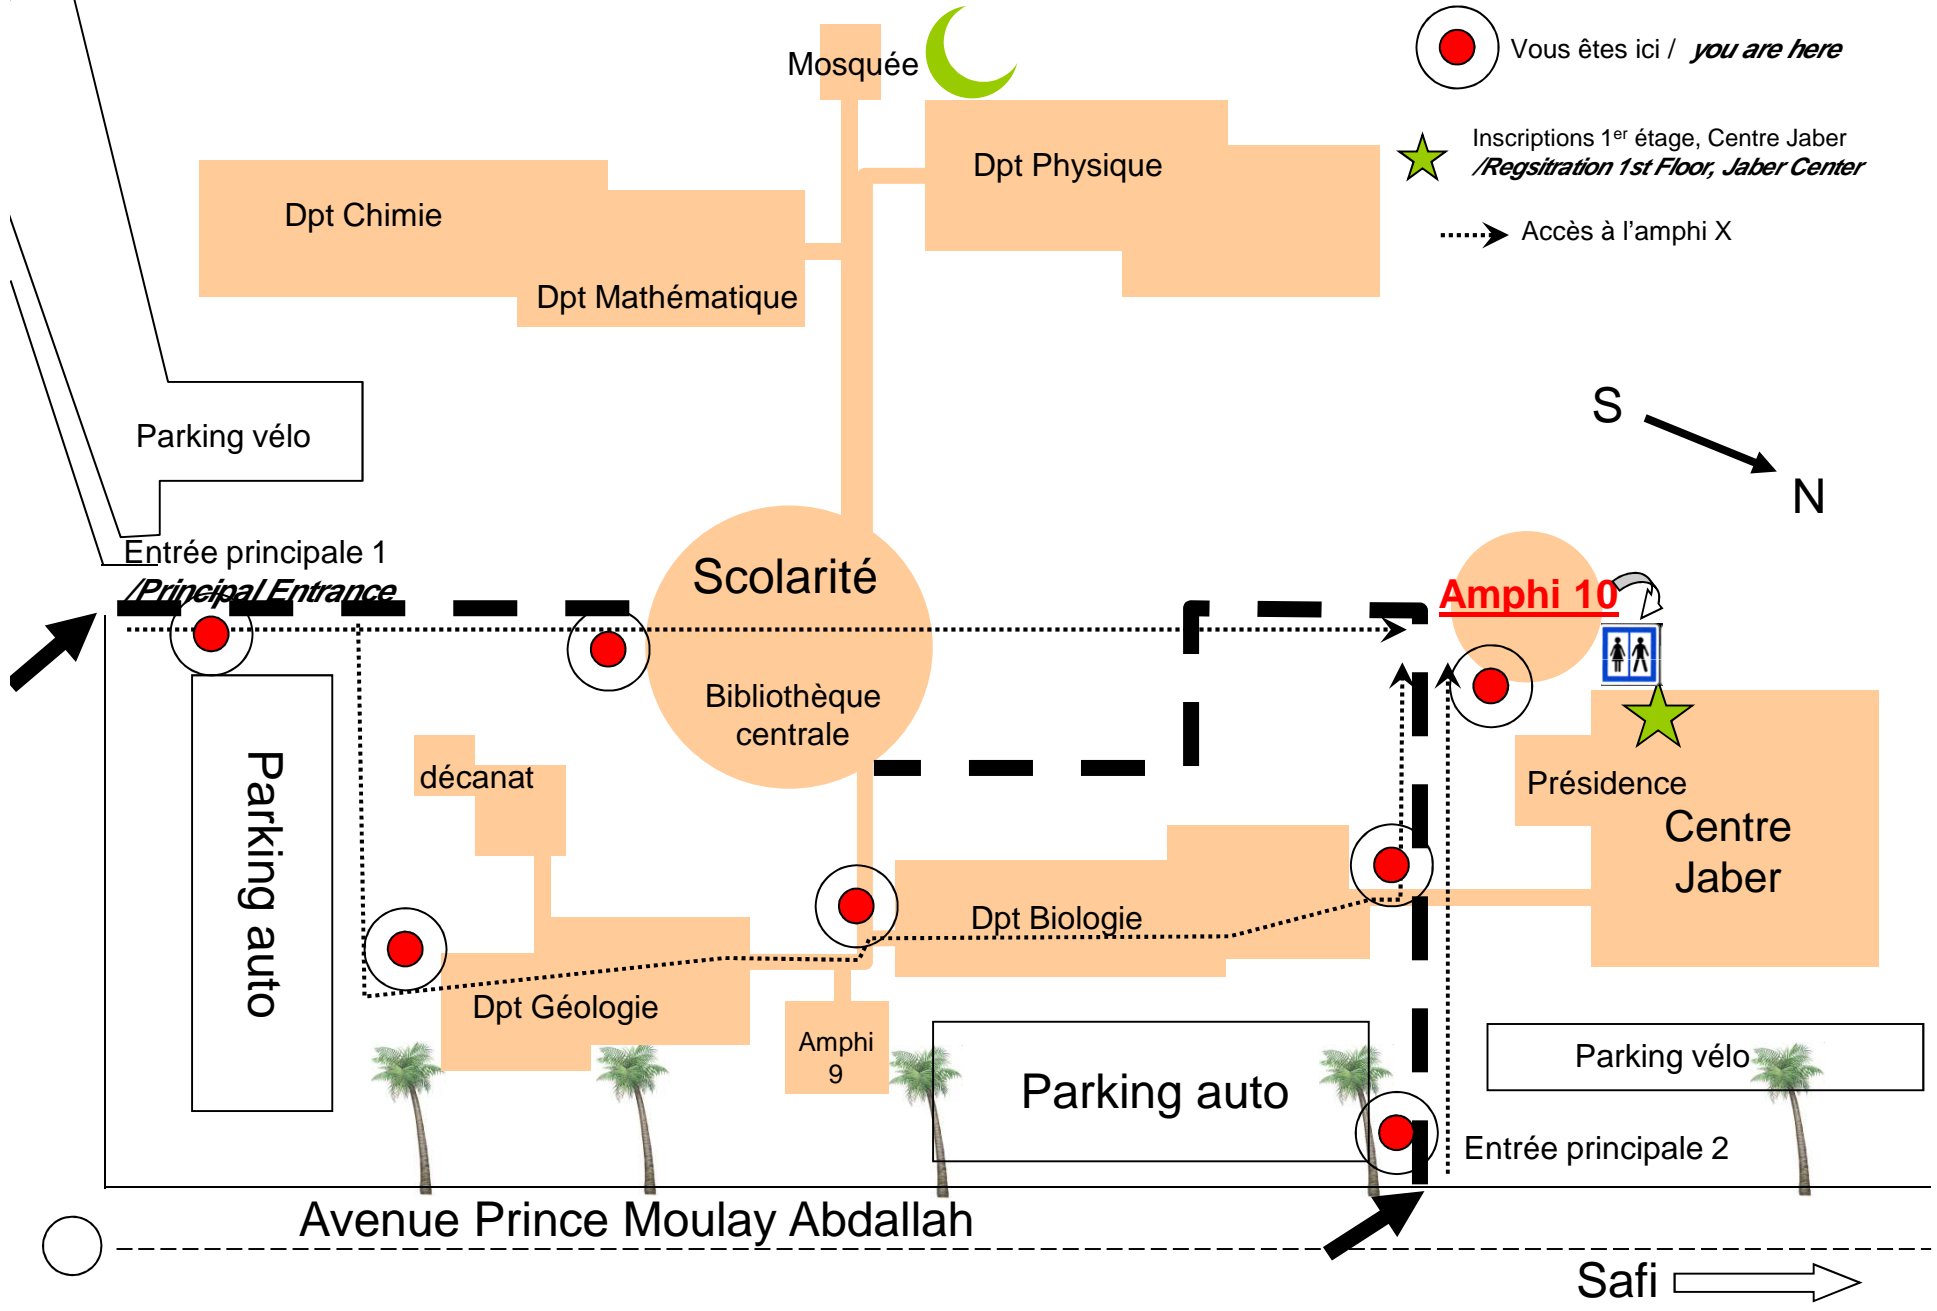 Vous êtes ici / you are here
Mosquée
Inscriptions 1er étage, Centre Jaber
/Regsitration 1st Floor, Jaber Center
Dpt Physique
Dpt Chimie
Accès à l'amphi X
Dpt Mathématique
S
Parking vélo
N
Entrée principale 1
/Principal Entrance
Scolarité
Amphi 10
Bibliothèque
centrale
décanat
Parking auto
Présidence
Centre
Jaber
Dpt Biologie
Dpt Géologie
Amphi
9
Parking auto
Parking vélo
Entrée principale 2
Avenue Prince Moulay Abdallah
Safi